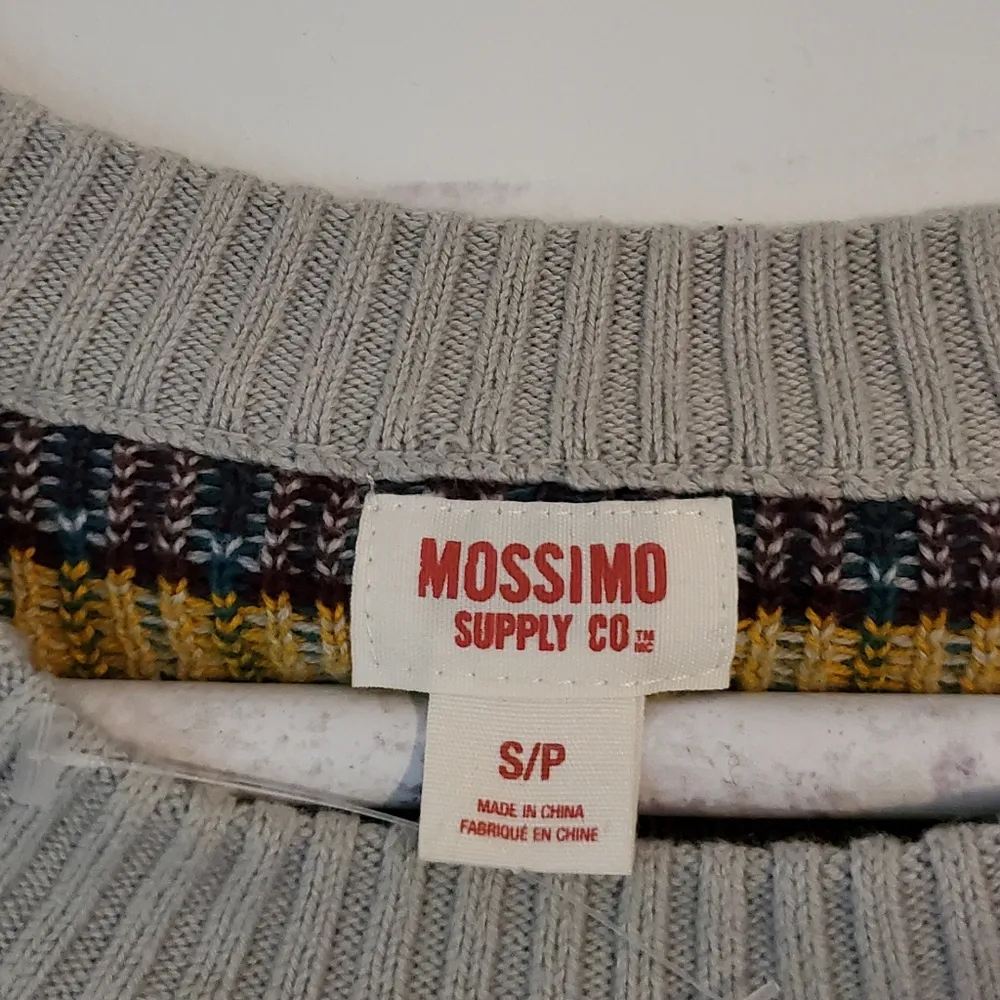 MOSSIMO
SUPPLY CO TM MC
S/P
MADE IN CHINA
FABRIQUÉ EN CHINE